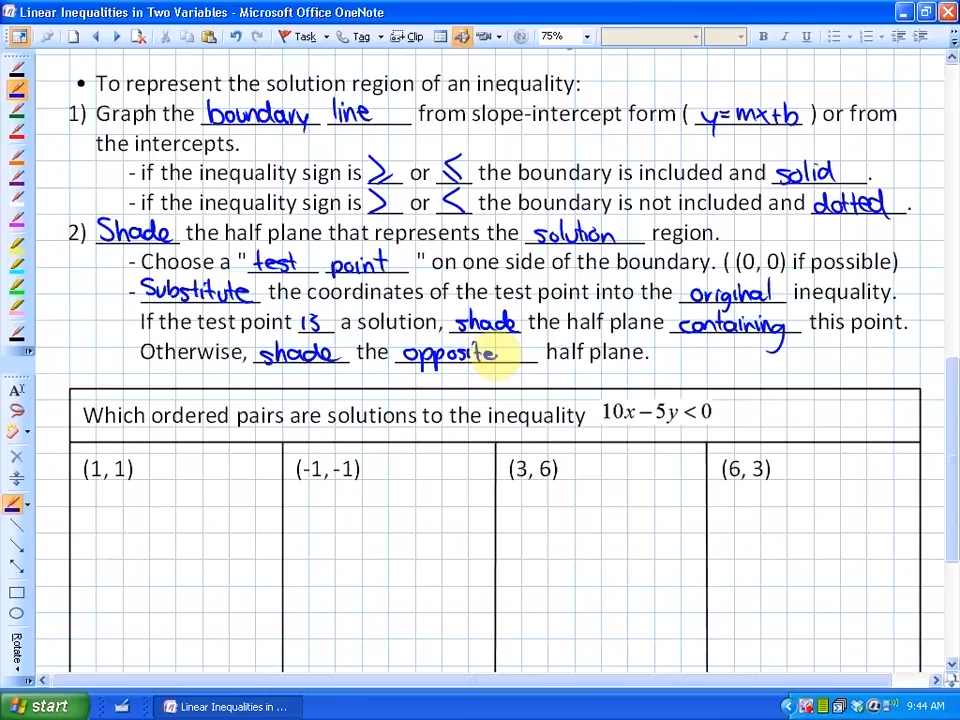 Linear Inequalities in Two Variables - Microsoft Office OneNote
Task Tag Clip 75% B I U
• To represent the solution region of an inequality:
1) Graph the boundary line from slope-intercept form ( y=mx+b ) or from
the intercepts.
- if the inequality sign is ≥ or ≤ the boundary is included and solid.
- if the inequality sign is > or < the boundary is not included and dotted.
2) Shade the half plane that represents the solution region.
- Choose a "test point" on one side of the boundary. ( (0, 0) if possible)
- Substitute the coordinates of the test point into the original inequality.
If the test point is a solution, shade the half plane containing this point.
Otherwise, shade the opposite half plane.
Which ordered pairs are solutions to the inequality 10x − 5y < 0
(1, 1) (-1, -1) (3, 6) (6, 3)
Rotate
start Linear Inequalities in ... 9:44 AM